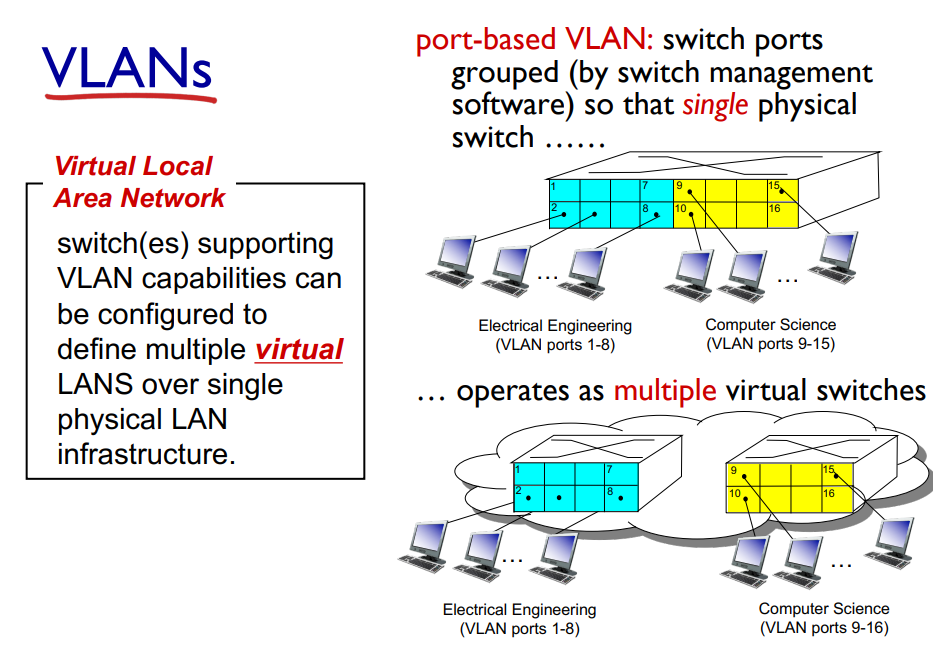 VLANs
Virtual Local
Area Network
switch(es) supporting
VLAN capabilities can
be configured to
define multiple virtual
LANS over single
physical LAN
infrastructure.
port-based VLAN: switch ports
grouped (by switch management
software) so that single physical
switch ……
1 7 9 15
2 8 10 16
…
…
Electrical Engineering
(VLAN ports 1-8)
Computer Science
(VLAN ports 9-15)
… operates as multiple virtual switches
1 7
2 8
9 15
10 16
…
…
Electrical Engineering
(VLAN ports 1-8)
Computer Science
(VLAN ports 9-16)